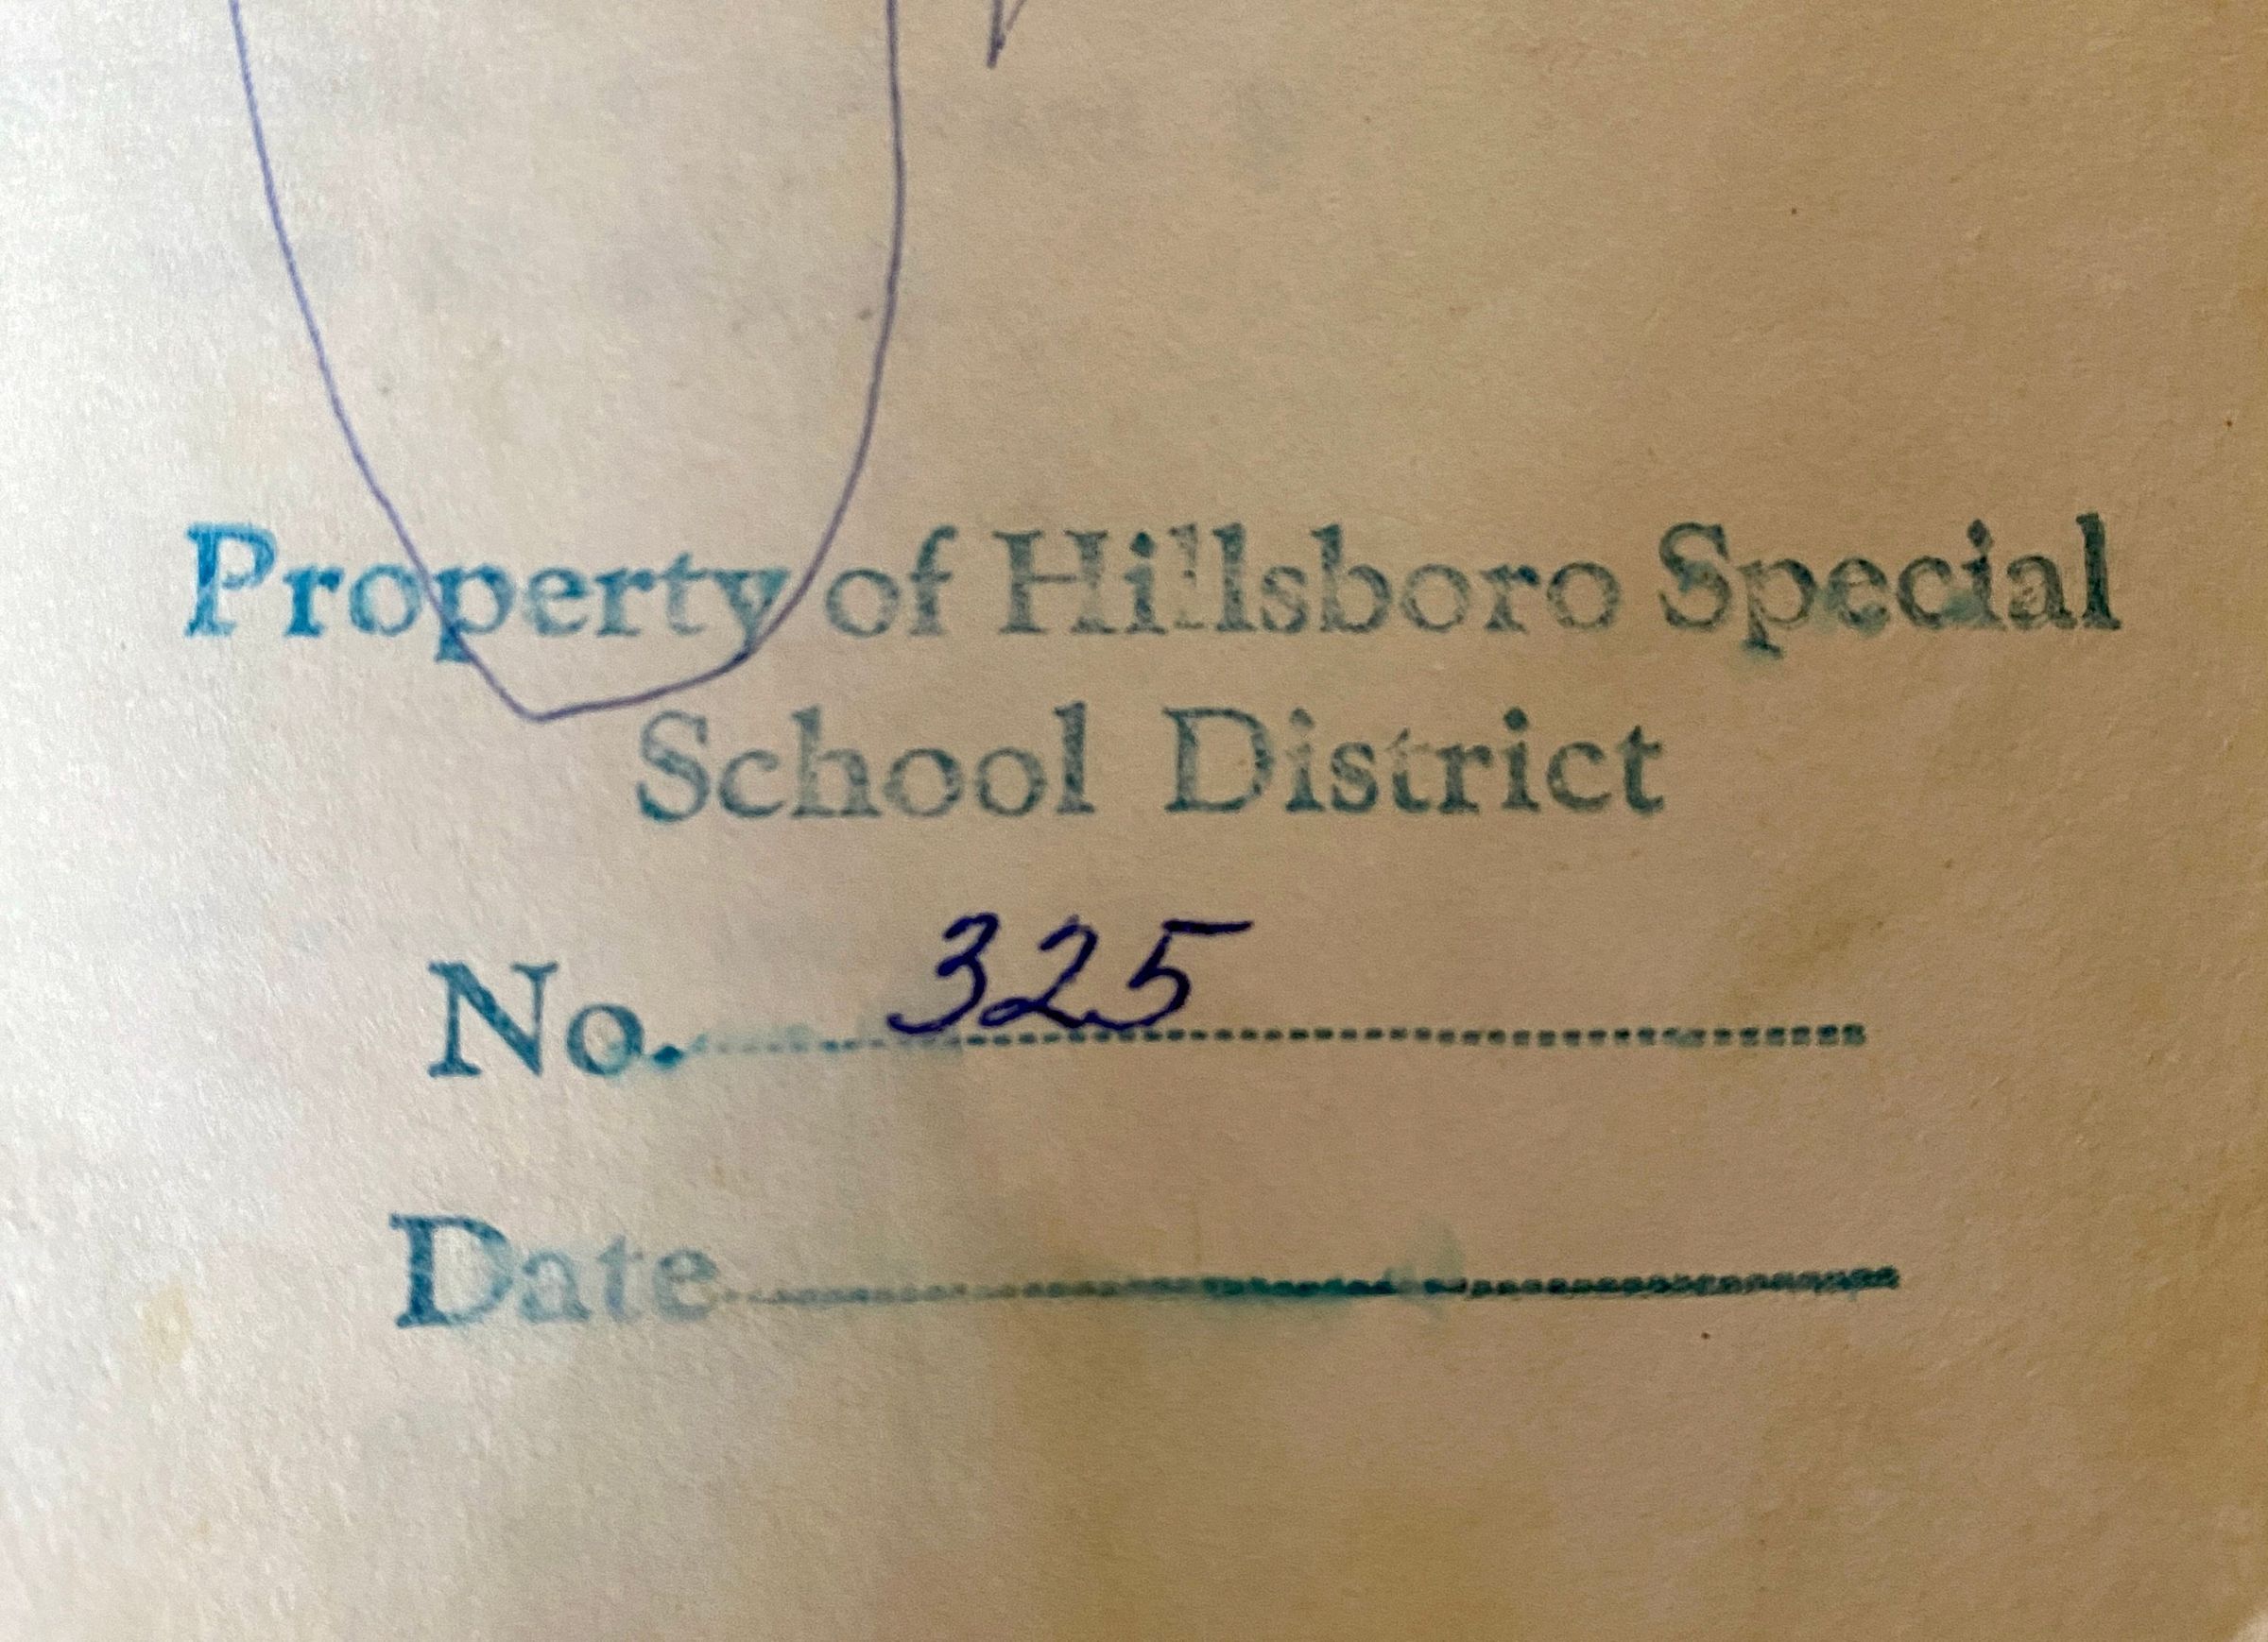 Property of Hillsboro Special
School District
No. 325
Date